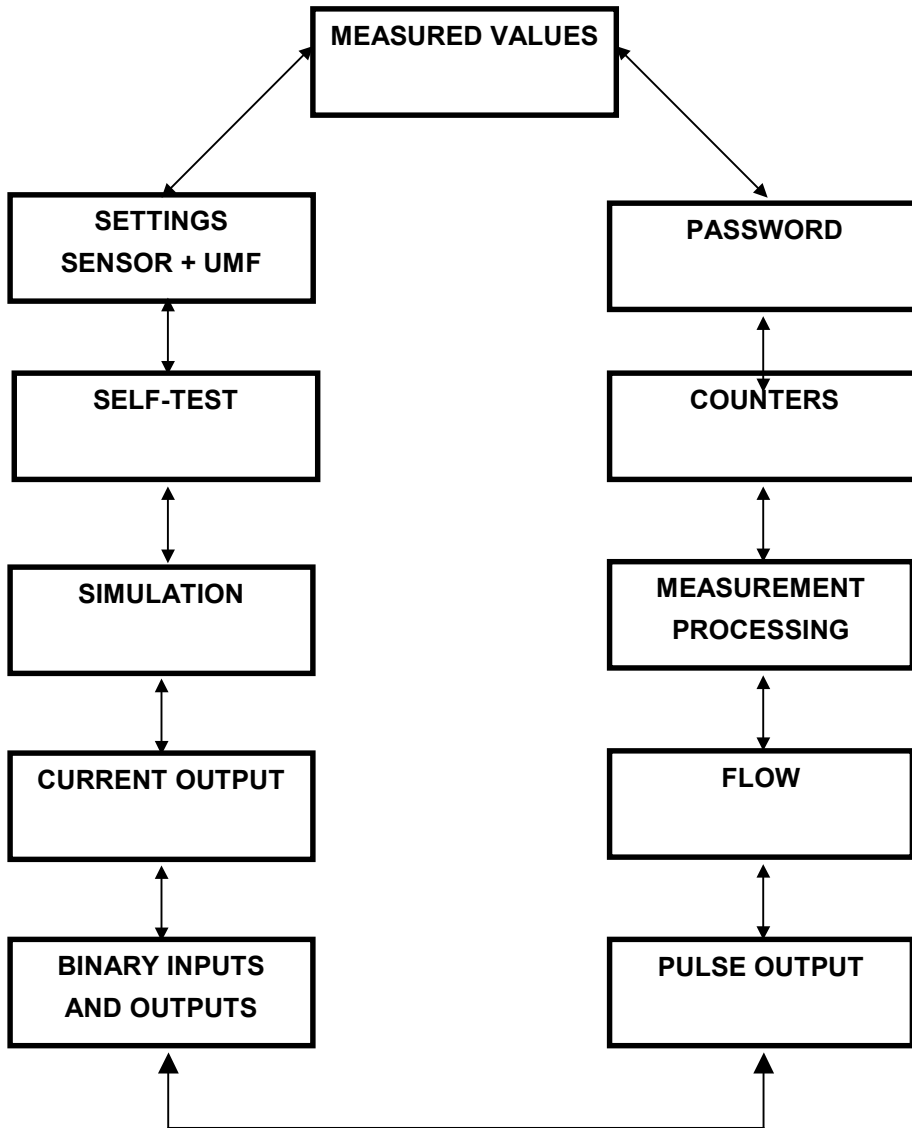 MEASURED VALUES
SETTINGS
SENSOR + UMF
PASSWORD
SELF-TEST
COUNTERS
SIMULATION
MEASUREMENT
PROCESSING
CURRENT OUTPUT
FLOW
BINARY INPUTS
AND OUTPUTS
PULSE OUTPUT